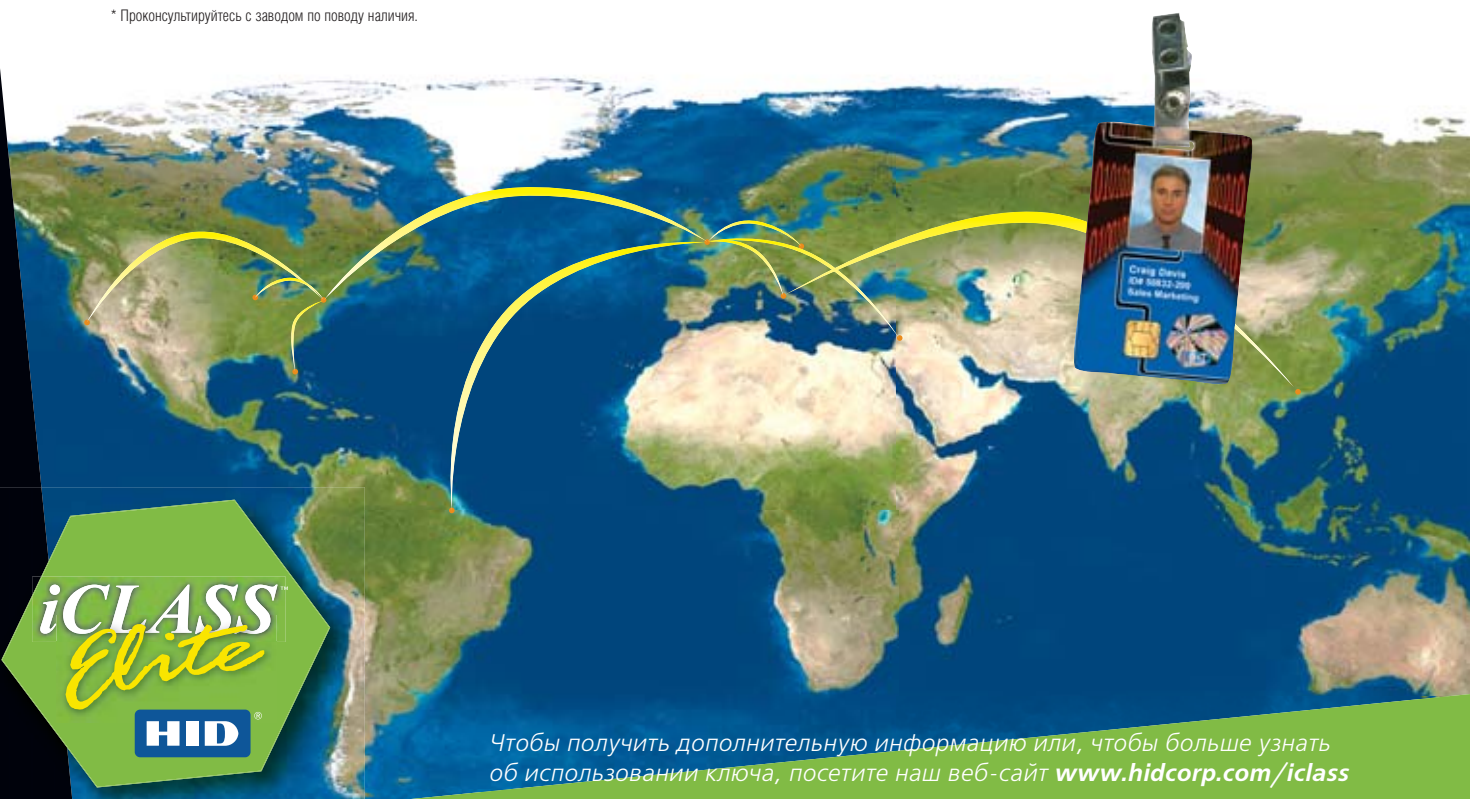 * Проконсультируйтесь с заводом по поводу наличия.
Craig Davis
ID# 50832-200
Sales Marketing
iCLASS™
Elite
HID®
Чтобы получить дополнительную информацию или, чтобы больше узнать
об использовании ключа, посетите наш веб-сайт www.hidcorp.com/iclass